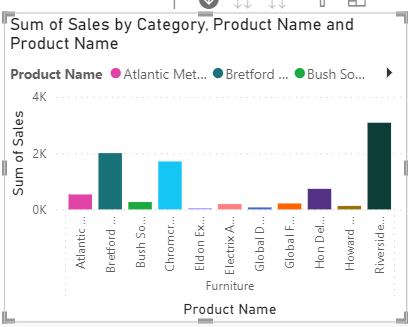 Sum of Sales by Category, Product Name and
Product Name
Product Name Atlantic Met... Bretford ... Bush So...
4K
2K
0K
Sum of Sales
Atlantic ...
Bretford ...
Bush So...
Chromcr...
Eldon Ex...
Electrix A...
Global D...
Global F...
Hon Del...
Howard ...
Riverside...
Furniture
Product Name